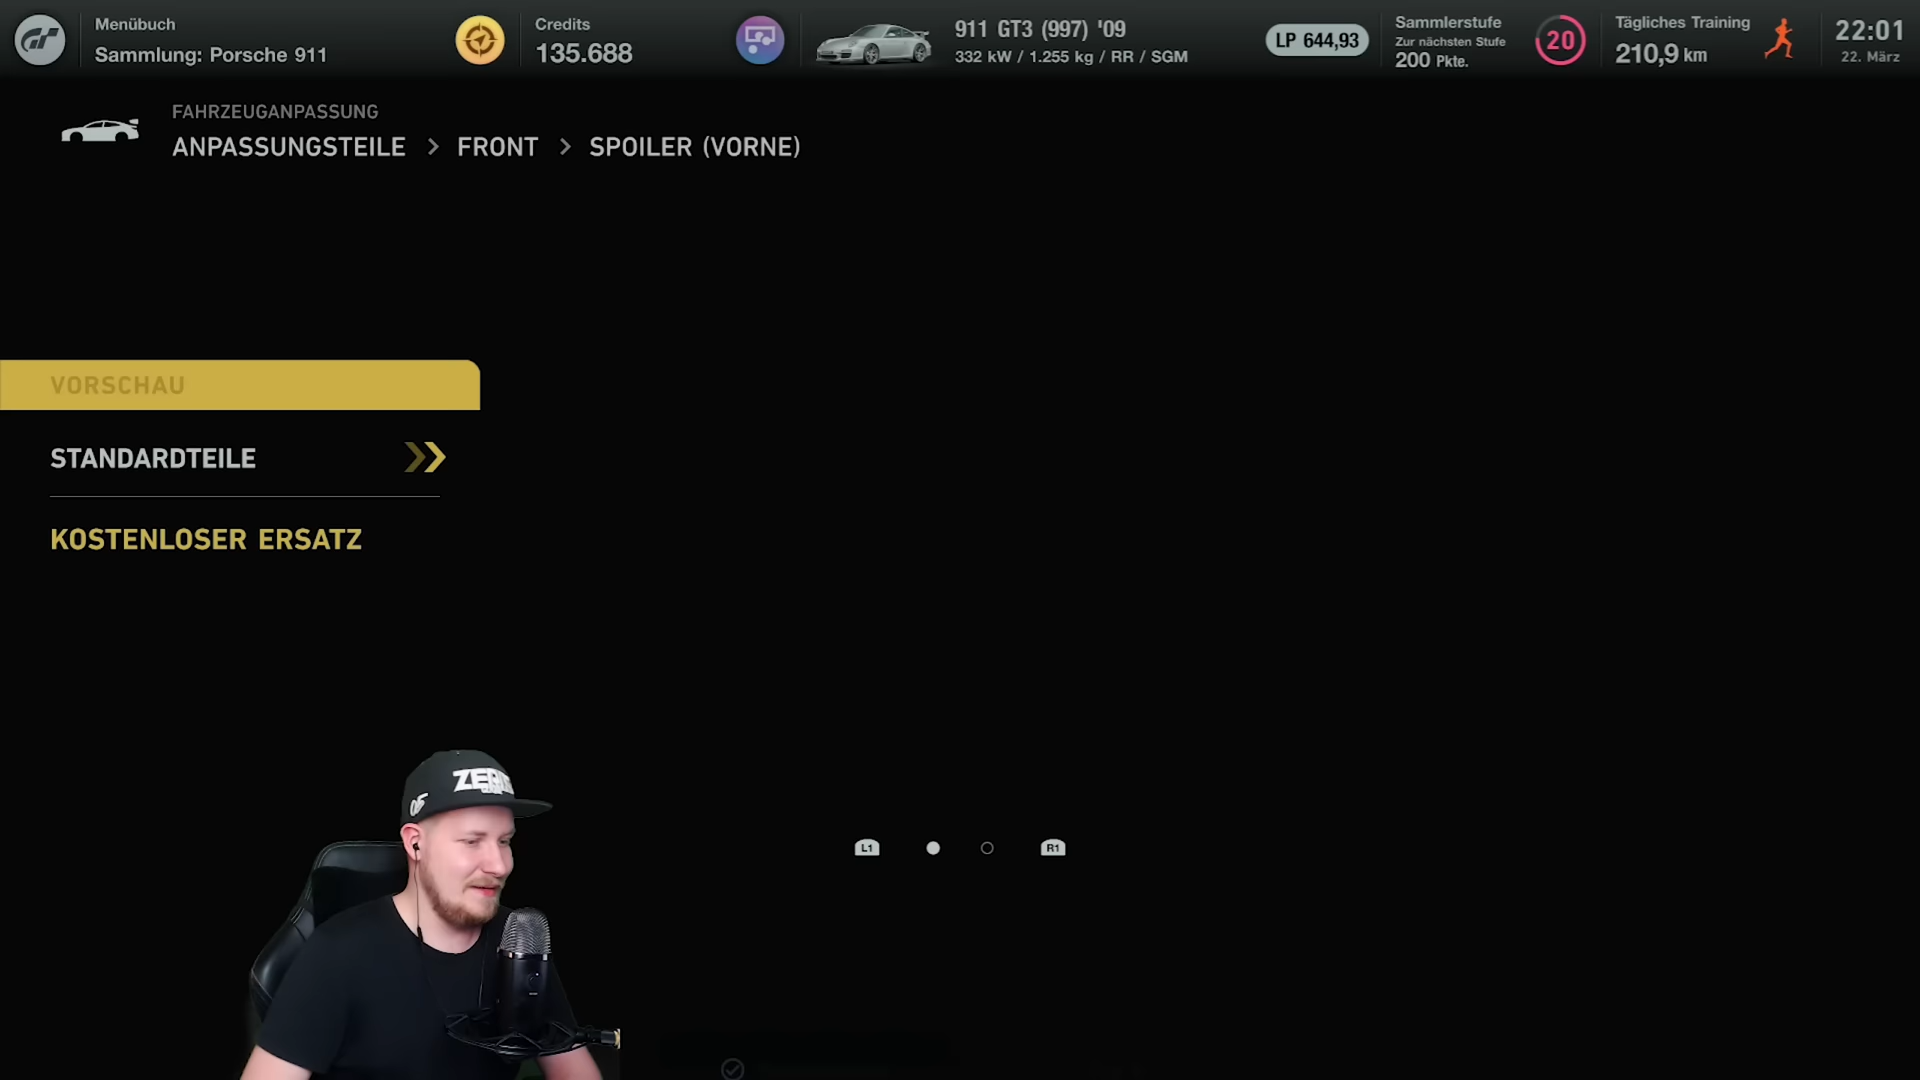 Menübuch
Sammlung: Porsche 911
Credits
135.688
911 GT3 (997) '09
332 kW / 1.255 kg / RR / SGM
LP 644,93
Sammlerstufe
Zur nächsten Stufe
200 Pkte.
20
Tägliches Training
210,9 km
22:01
22. März
FAHRZEUGANPASSUNG
ANPASSUNGSTEILE > FRONT > SPOILER (VORNE)
VORSCHAU
STANDARDTEILE
KOSTENLOSER ERSATZ
L1
R1